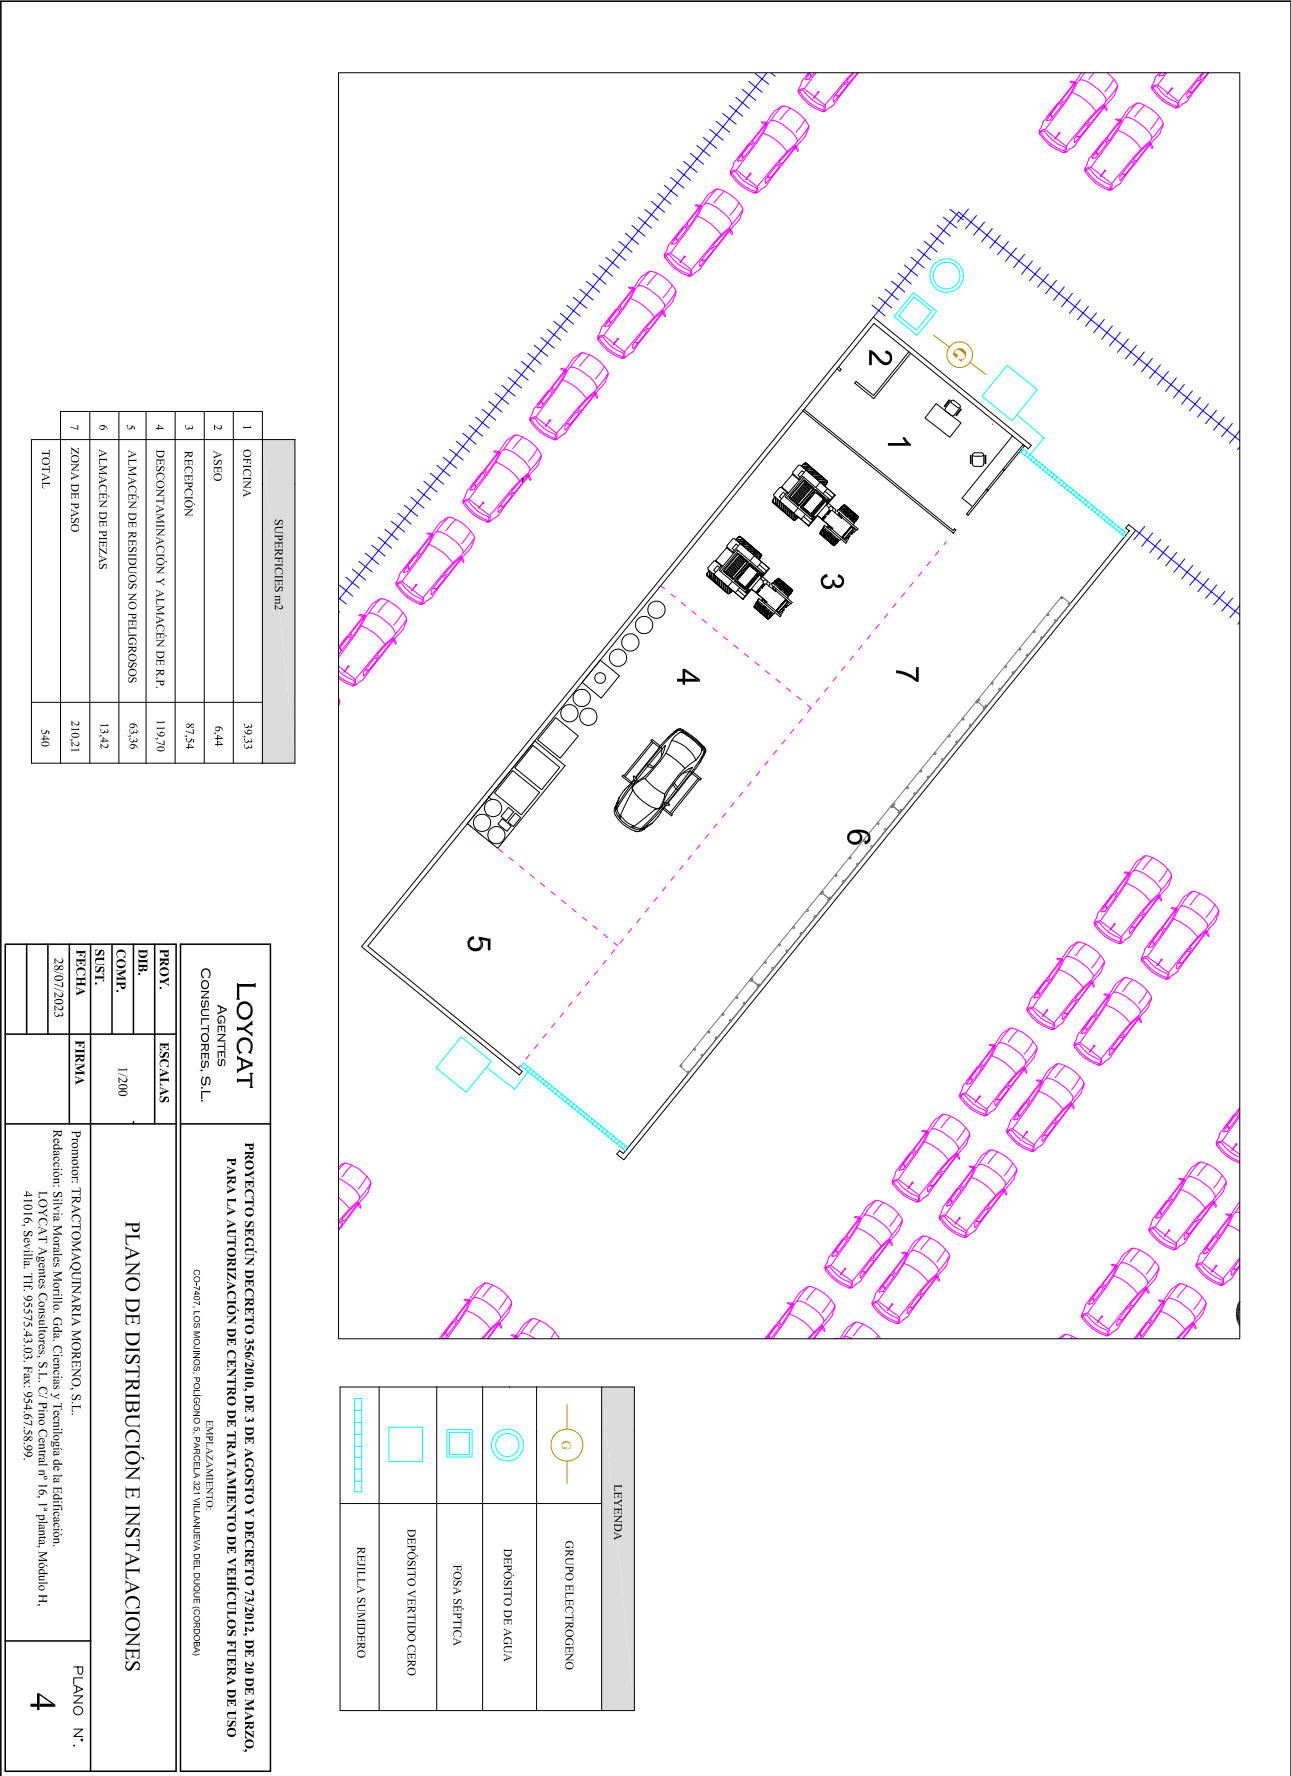 2
1
3
7
4
6
5
G
LEYENDA
G GRUPO ELECTROGENO
DEPÓSITO DE AGUA
FOSA SÉPTICA
DEPÓSITO VERTIDO CERO
REJILLA SUMIDERO
SUPERFICIES m2
1 OFICINA 39,33
2 ASEO 6,44
3 RECEPCIÓN 87,54
4 DESCONTAMINACIÓN Y ALMACÉN DE R.P. 119,70
5 ALMACÉN DE RESIDUOS NO PELIGROSOS 63,36
6 ALMACÉN DE PIEZAS 13,42
7 ZONA DE PASO 210,21
TOTAL 540
LOYCAT
AGENTES
CONSULTORES, S.L.
PROYECTO SEGÚN DECRETO 356/2010, DE 3 DE AGOSTO Y DECRETO 73/2012, DE 20 DE MARZO,
PARA LA AUTORIZACIÓN DE CENTRO DE TRATAMIENTO DE VEHÍCULOS FUERA DE USO
EMPLAZAMIENTO:
CO-7407, LOS MOJINOS, POLÍGONO 5, PARCELA 321 VILLANUEVA DEL DUQUE (CORDOBA)
PROY.
DIB.
COMP.
SUST.
ESCALAS
1/200
FECHA
28/07/2023
FIRMA
PLANO DE DISTRIBUCIÓN E INSTALACIONES
Promotor: TRACTOMAQUINARIA MORENO, S.L.
Redacción: Silvia Morales Morillo. Gda. Ciencias y Tecnilogia de la Edificación.
LOYCAT Agentes Consultores, S.L. C/ Pino Central nº 16, 1ª planta, Módulo H,
41016, Sevilla. Tlf: 95575.43.03. Fax: 954.67.58.99.
PLANO Nº.
4